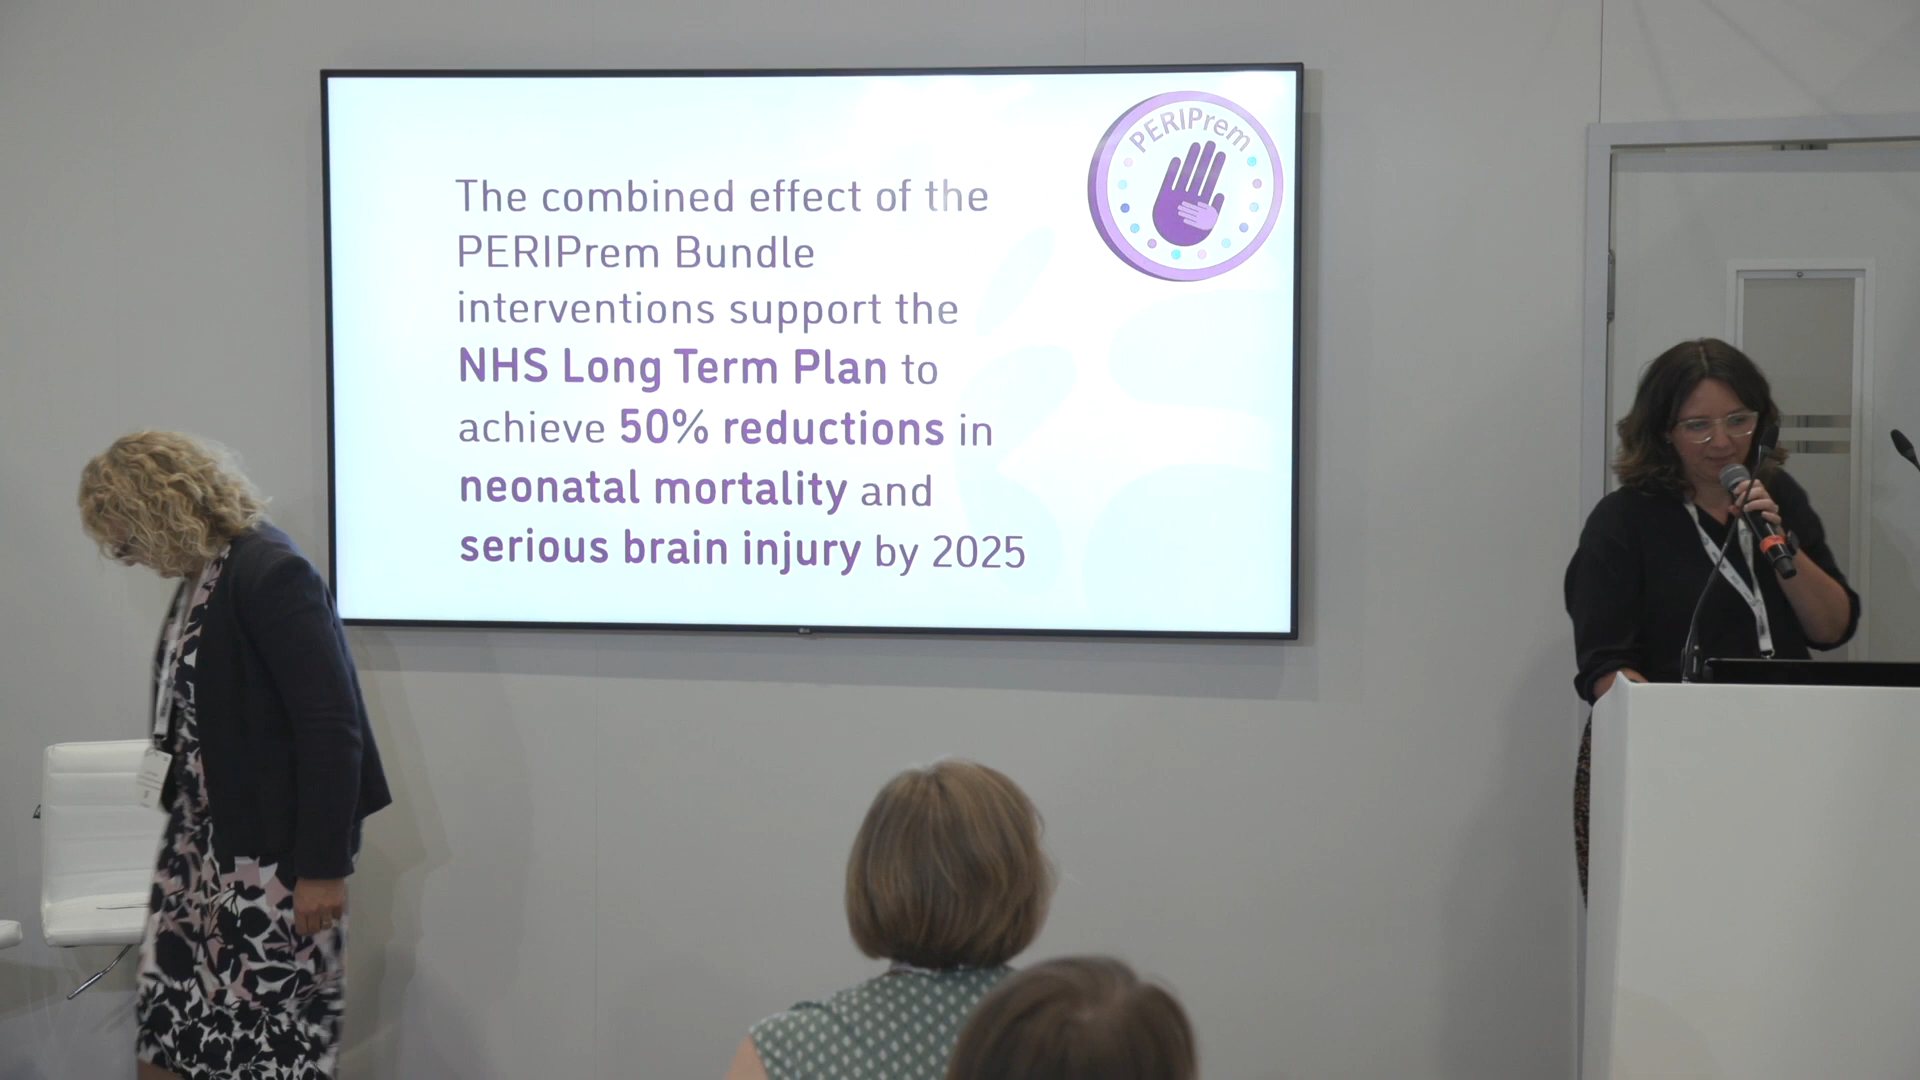 PERIPrem
The combined effect of the
PERIPrem Bundle
interventions support the
NHS Long Term Plan to
achieve 50% reductions in
neonatal mortality and
serious brain injury by 2025